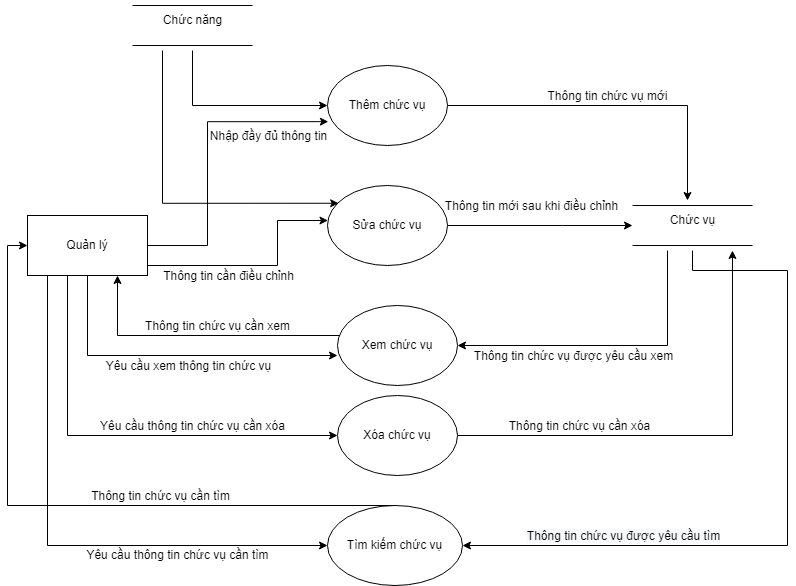 Chức năng
Thêm chức vụ
Thông tin chức vụ mới
Nhập đầy đủ thông tin
Sửa chức vụ
Thông tin mới sau khi điều chỉnh
Chức vụ
Quản lý
Thông tin cần điều chỉnh
Thông tin chức vụ cần xem
Xem chức vụ
Thông tin chức vụ được yêu cầu xem
Yêu cầu xem thông tin chức vụ
Yêu cầu thông tin chức vụ cần xóa
Xóa chức vụ
Thông tin chức vụ cần xóa
Thông tin chức vụ cần tìm
Tìm kiếm chức vụ
Thông tin chức vụ được yêu cầu tìm
Yêu cầu thông tin chức vụ cần tìm